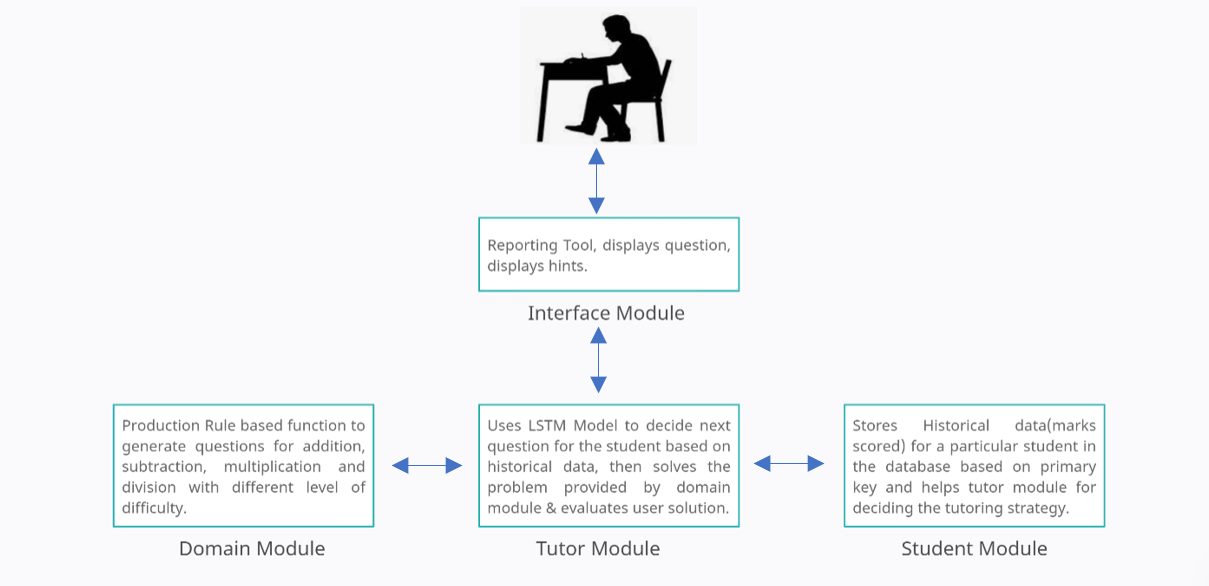 Reporting Tool, displays question,
displays hints.
Interface Module
Production Rule based function to
generate questions for addition,
subtraction, multiplication and
division with different level of
difficulty.
Domain Module
Uses LSTM Model to decide next
question for the student based on
historical data, then solves the
problem provided by domain
module & evaluates user solution.
Tutor Module
Stores Historical data(marks
scored) for a particular student in
the database based on primary
key and helps tutor module for
deciding the tutoring strategy.
Student Module